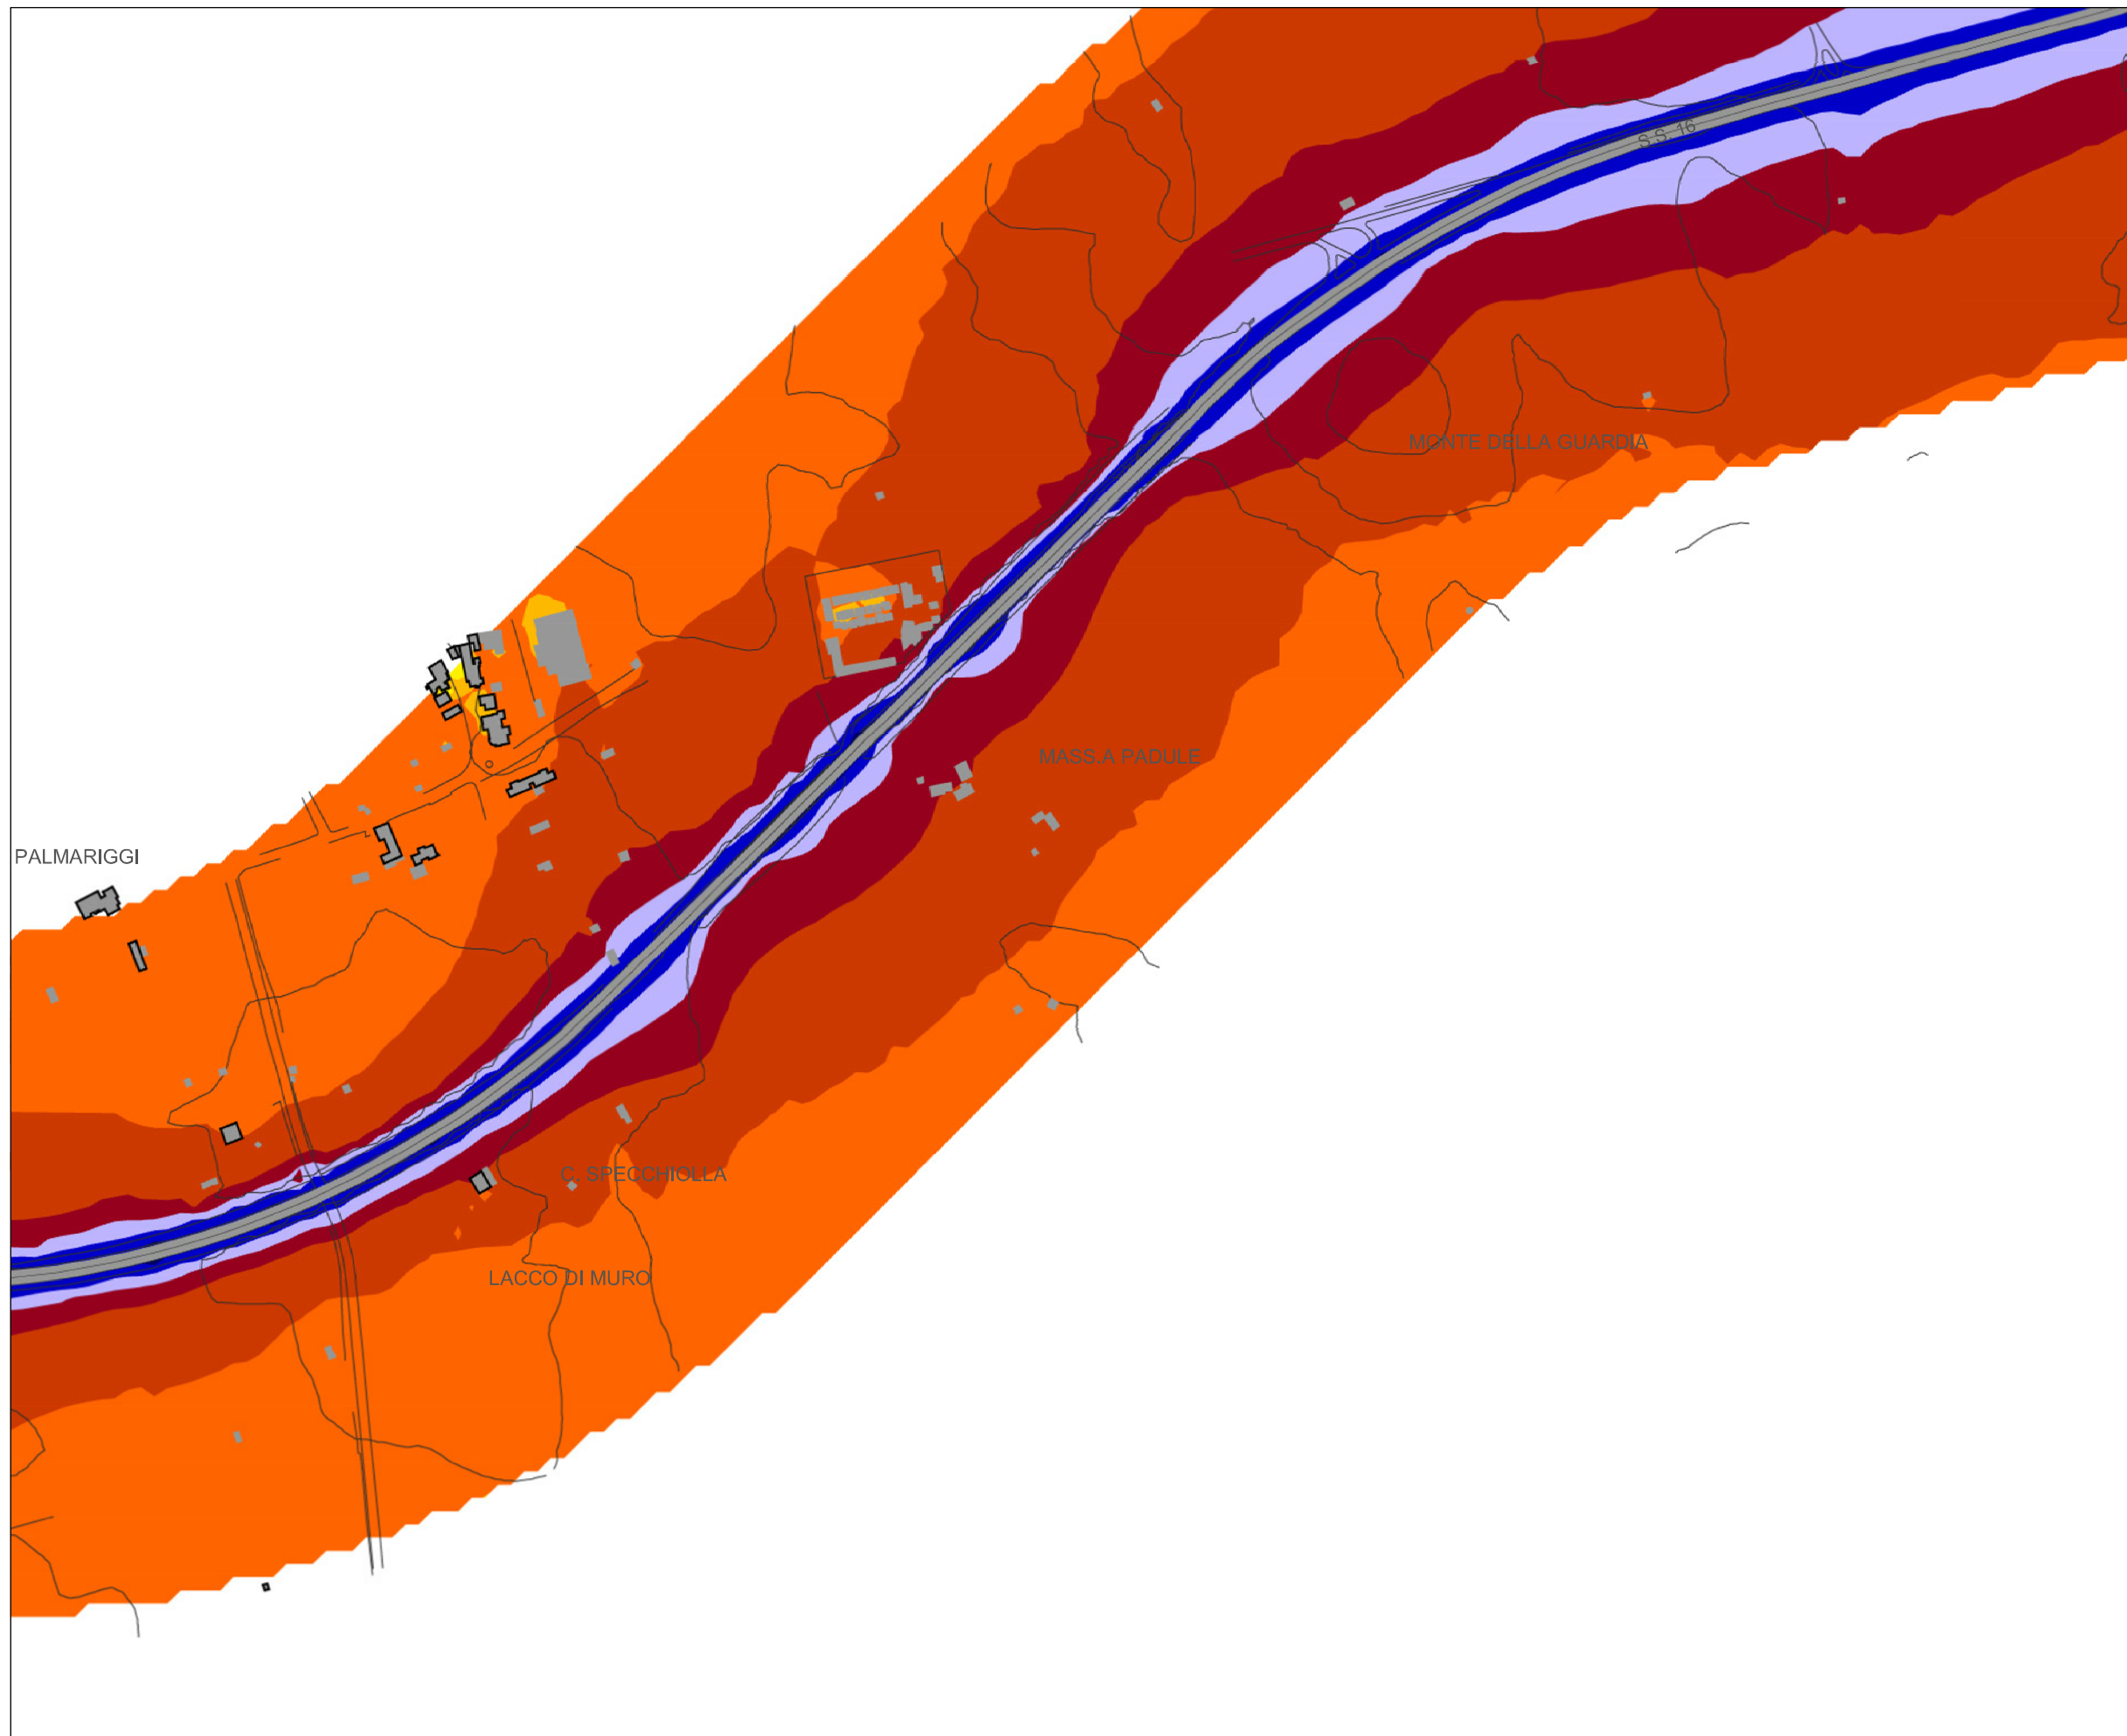 S.S. 16
MONTE DELLA GUARDIA
MASS.A PADULE
PALMARIGGI
C. SPECCHIOLLA
LACCO DI MURO